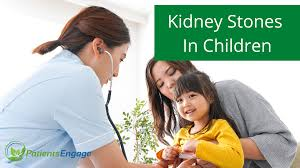 Kidney Stones
In Children
PatientsEngage